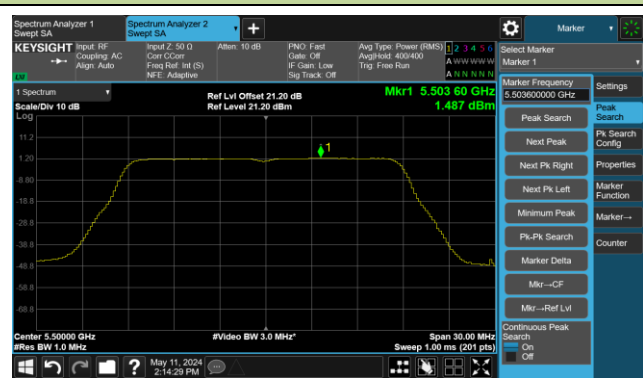 Spectrum Analyzer 1
Swept SA
Spectrum Analyzer 2
Swept SA
Marker
KEYSIGHT
Input: RF
Coupling: AC
Align: Auto
Input Z: 50 Ω
Corr CCorr
Freq Ref: Int (S)
NFE: Adaptive
Atten: 10 dB
PNO: Fast
Gate: Off
IF Gain: Low
Sig Track: Off
Avg Type: Power (RMS)
Avg|Hold: 400/400
Trig: Free Run
1 2 3 4 5 6
A WW WW W
A N N N N N
LV
Select Marker
Marker 1
1 Spectrum
Scale/Div 10 dB
Log
Ref Lvl Offset 21.20 dB
Ref Level 21.20 dBm
Mkr1 5.503 60 GHz
1.487 dBm
11.2
1.20
-8.80
-18.8
-28.8
-38.8
-48.8
-58.8
-68.8
1
Center 5.50000 GHz
#Res BW 1.0 MHz
#Video BW 3.0 MHz*
Span 30.00 MHz
Sweep 1.00 ms (201 pts)
Marker Frequency
5.503600000 GHz
Peak Search
Next Peak
Next Pk Right
Next Pk Left
Minimum Peak
Pk-Pk Search
Marker Delta
Mkr→CF
Mkr→Ref Lvl
Continuous Peak
Search
On
Off
Settings
Peak
Search
Pk Search
Config
Properties
Marker
Function
Marker→
Counter
May 11, 2024
2:14:29 PM